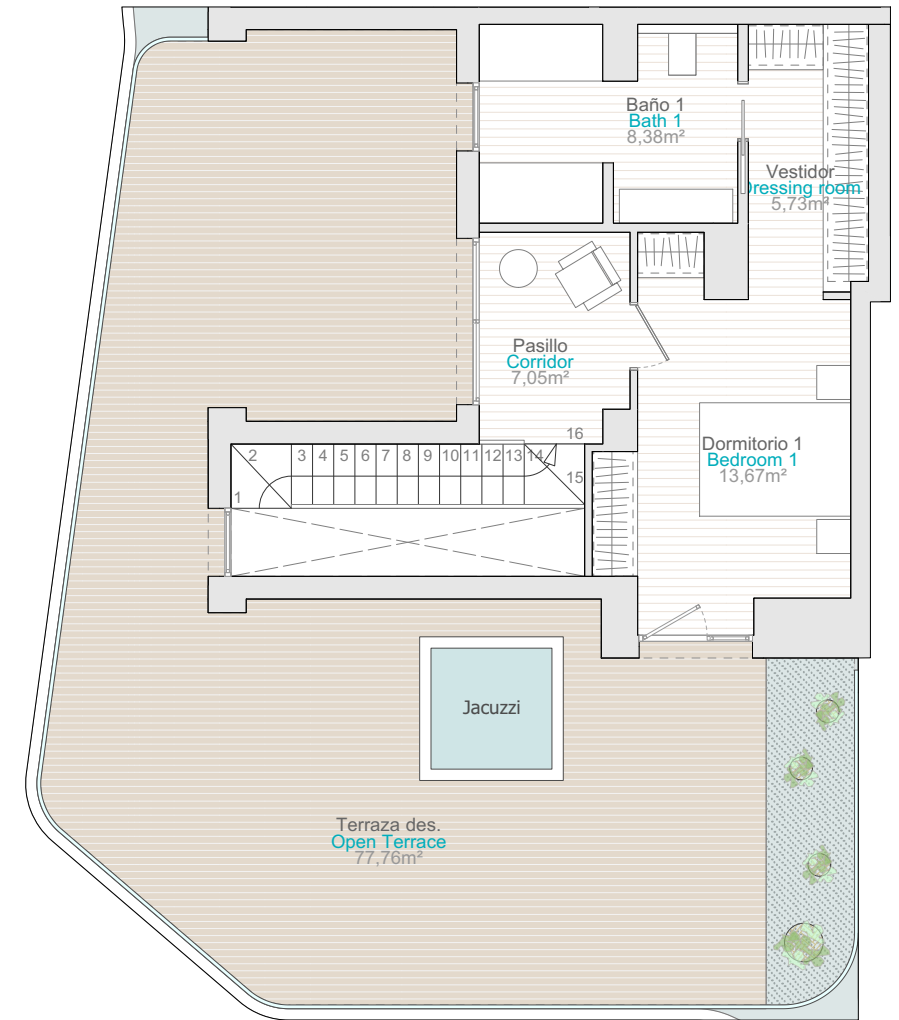 Baño 1
Bath 1
8,38m²
Vestidor
Dressing room
5,73m²
Pasillo
Corridor
7,05m²
Dormitorio 1
Bedroom 1
13,67m²
16
2 3 4 5 6 7 8 9 10 11 12 13 14
15
1
Jacuzzi
Terraza des.
Open Terrace
77,76m²